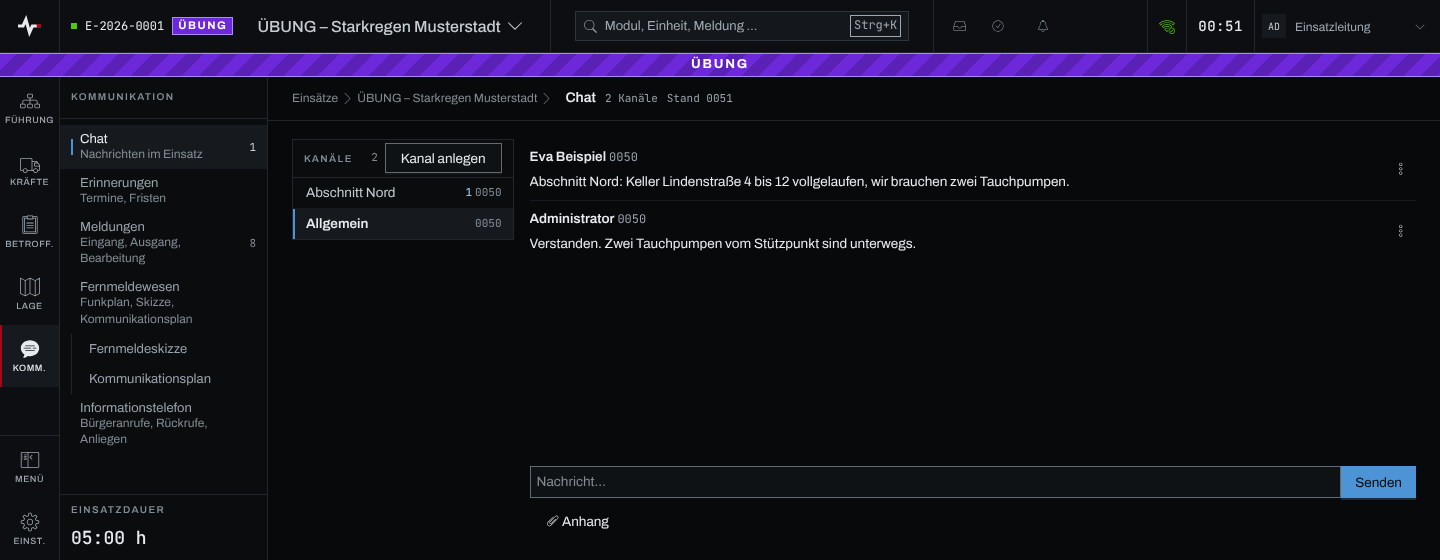 E-2026-0001 ÜBUNG ÜBUNG – Starkregen Musterstadt
Modul, Einheit, Meldung ... Strg+K
00:51
AD Einsatzleitung
ÜBUNG
FÜHRUNG
KRÄFTE
BETROFF.
LAGE
KOMM.
MENÜ
EINST.
KOMMUNIKATION
Chat
Nachrichten im Einsatz 1
Erinnerungen
Termine, Fristen
Meldungen
Eingang, Ausgang, 8
Bearbeitung
Fernmeldewesen
Funkplan, Skizze,
Kommunikationsplan
Fernmeldeskizze
Kommunikationsplan
Informationstelefon
Bürgeranrufe, Rückrufe,
Anliegen
EINSATZDAUER
05:00 h
Einsätze ÜBUNG – Starkregen Musterstadt Chat 2 Kanäle Stand 0051
KANÄLE 2 Kanal anlegen
Abschnitt Nord 1 0050
Allgemein 0050
Eva Beispiel 0050
Abschnitt Nord: Keller Lindenstraße 4 bis 12 vollgelaufen, wir brauchen zwei Tauchpumpen.
Administrator 0050
Verstanden. Zwei Tauchpumpen vom Stützpunkt sind unterwegs.
Nachricht... Senden
Anhang